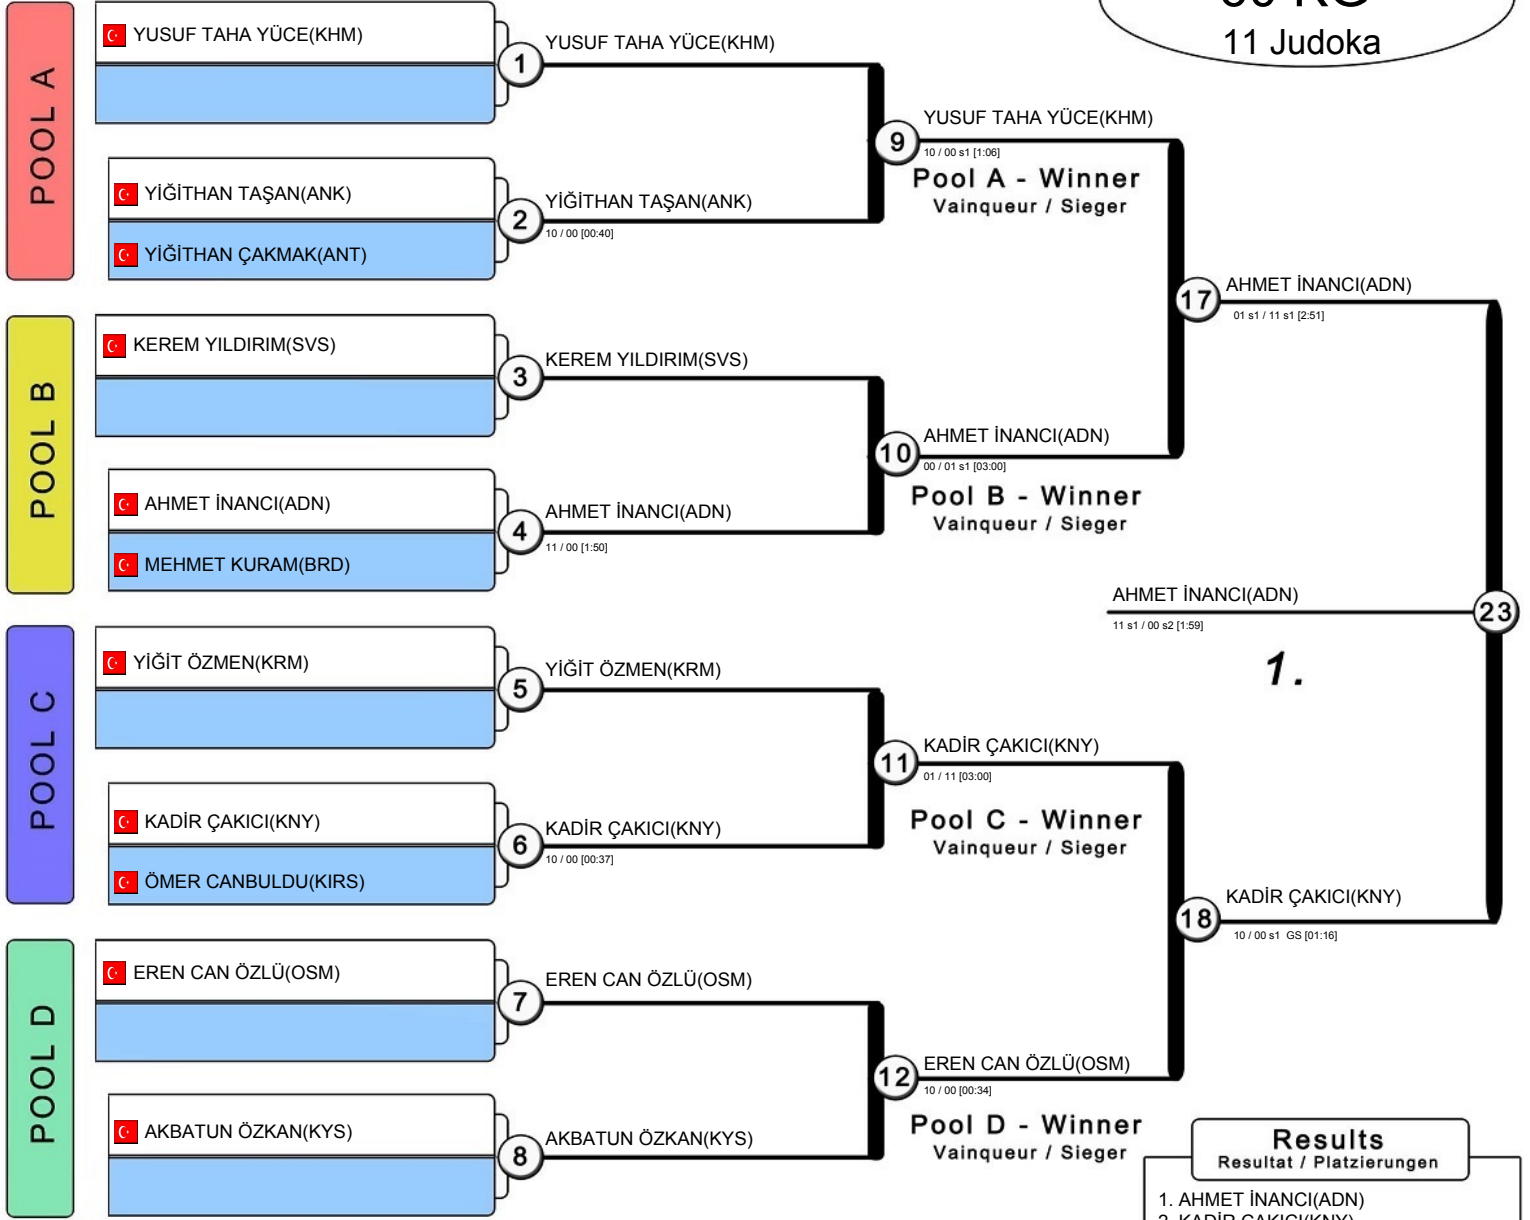 11 Judoka
POOL A
YUSUF TAHA YÜCE(KHM)
1
YUSUF TAHA YÜCE(KHM)
YİĞİTHAN TAŞAN(ANK)
YİĞİTHAN ÇAKMAK(ANT)
2
YİĞİTHAN TAŞAN(ANK)
10 / 00 [00:40]
9
YUSUF TAHA YÜCE(KHM)
10 / 00 s1 [1:06]
Pool A - Winner
Vainqueur / Sieger
POOL B
KEREM YILDIRIM(SVS)
3
KEREM YILDIRIM(SVS)
AHMET İNANCI(ADN)
MEHMET KURAM(BRD)
4
AHMET İNANCI(ADN)
11 / 00 [1:50]
10
AHMET İNANCI(ADN)
00 / 01 s1 [03:00]
Pool B - Winner
Vainqueur / Sieger
17
AHMET İNANCI(ADN)
01 s1 / 11 s1 [2:51]
AHMET İNANCI(ADN)
11 s1 / 00 s2 [1:59]
23
1.
POOL C
YİĞİT ÖZMEN(KRM)
5
YİĞİT ÖZMEN(KRM)
KADİR ÇAKICI(KNY)
ÖMER CANBULDU(KIRS)
6
KADİR ÇAKICI(KNY)
10 / 00 [00:37]
11
KADİR ÇAKICI(KNY)
01 / 11 [03:00]
Pool C - Winner
Vainqueur / Sieger
18
KADİR ÇAKICI(KNY)
10 / 00 s1 GS [01:16]
POOL D
EREN CAN ÖZLÜ(OSM)
7
EREN CAN ÖZLÜ(OSM)
AKBATUN ÖZKAN(KYS)
8
AKBATUN ÖZKAN(KYS)
12
EREN CAN ÖZLÜ(OSM)
10 / 00 [00:34]
Pool D - Winner
Vainqueur / Sieger
Results
Resultat / Platzierungen
1. AHMET İNANCI(ADN)
2. KADİR ÇAKICI(KNY)